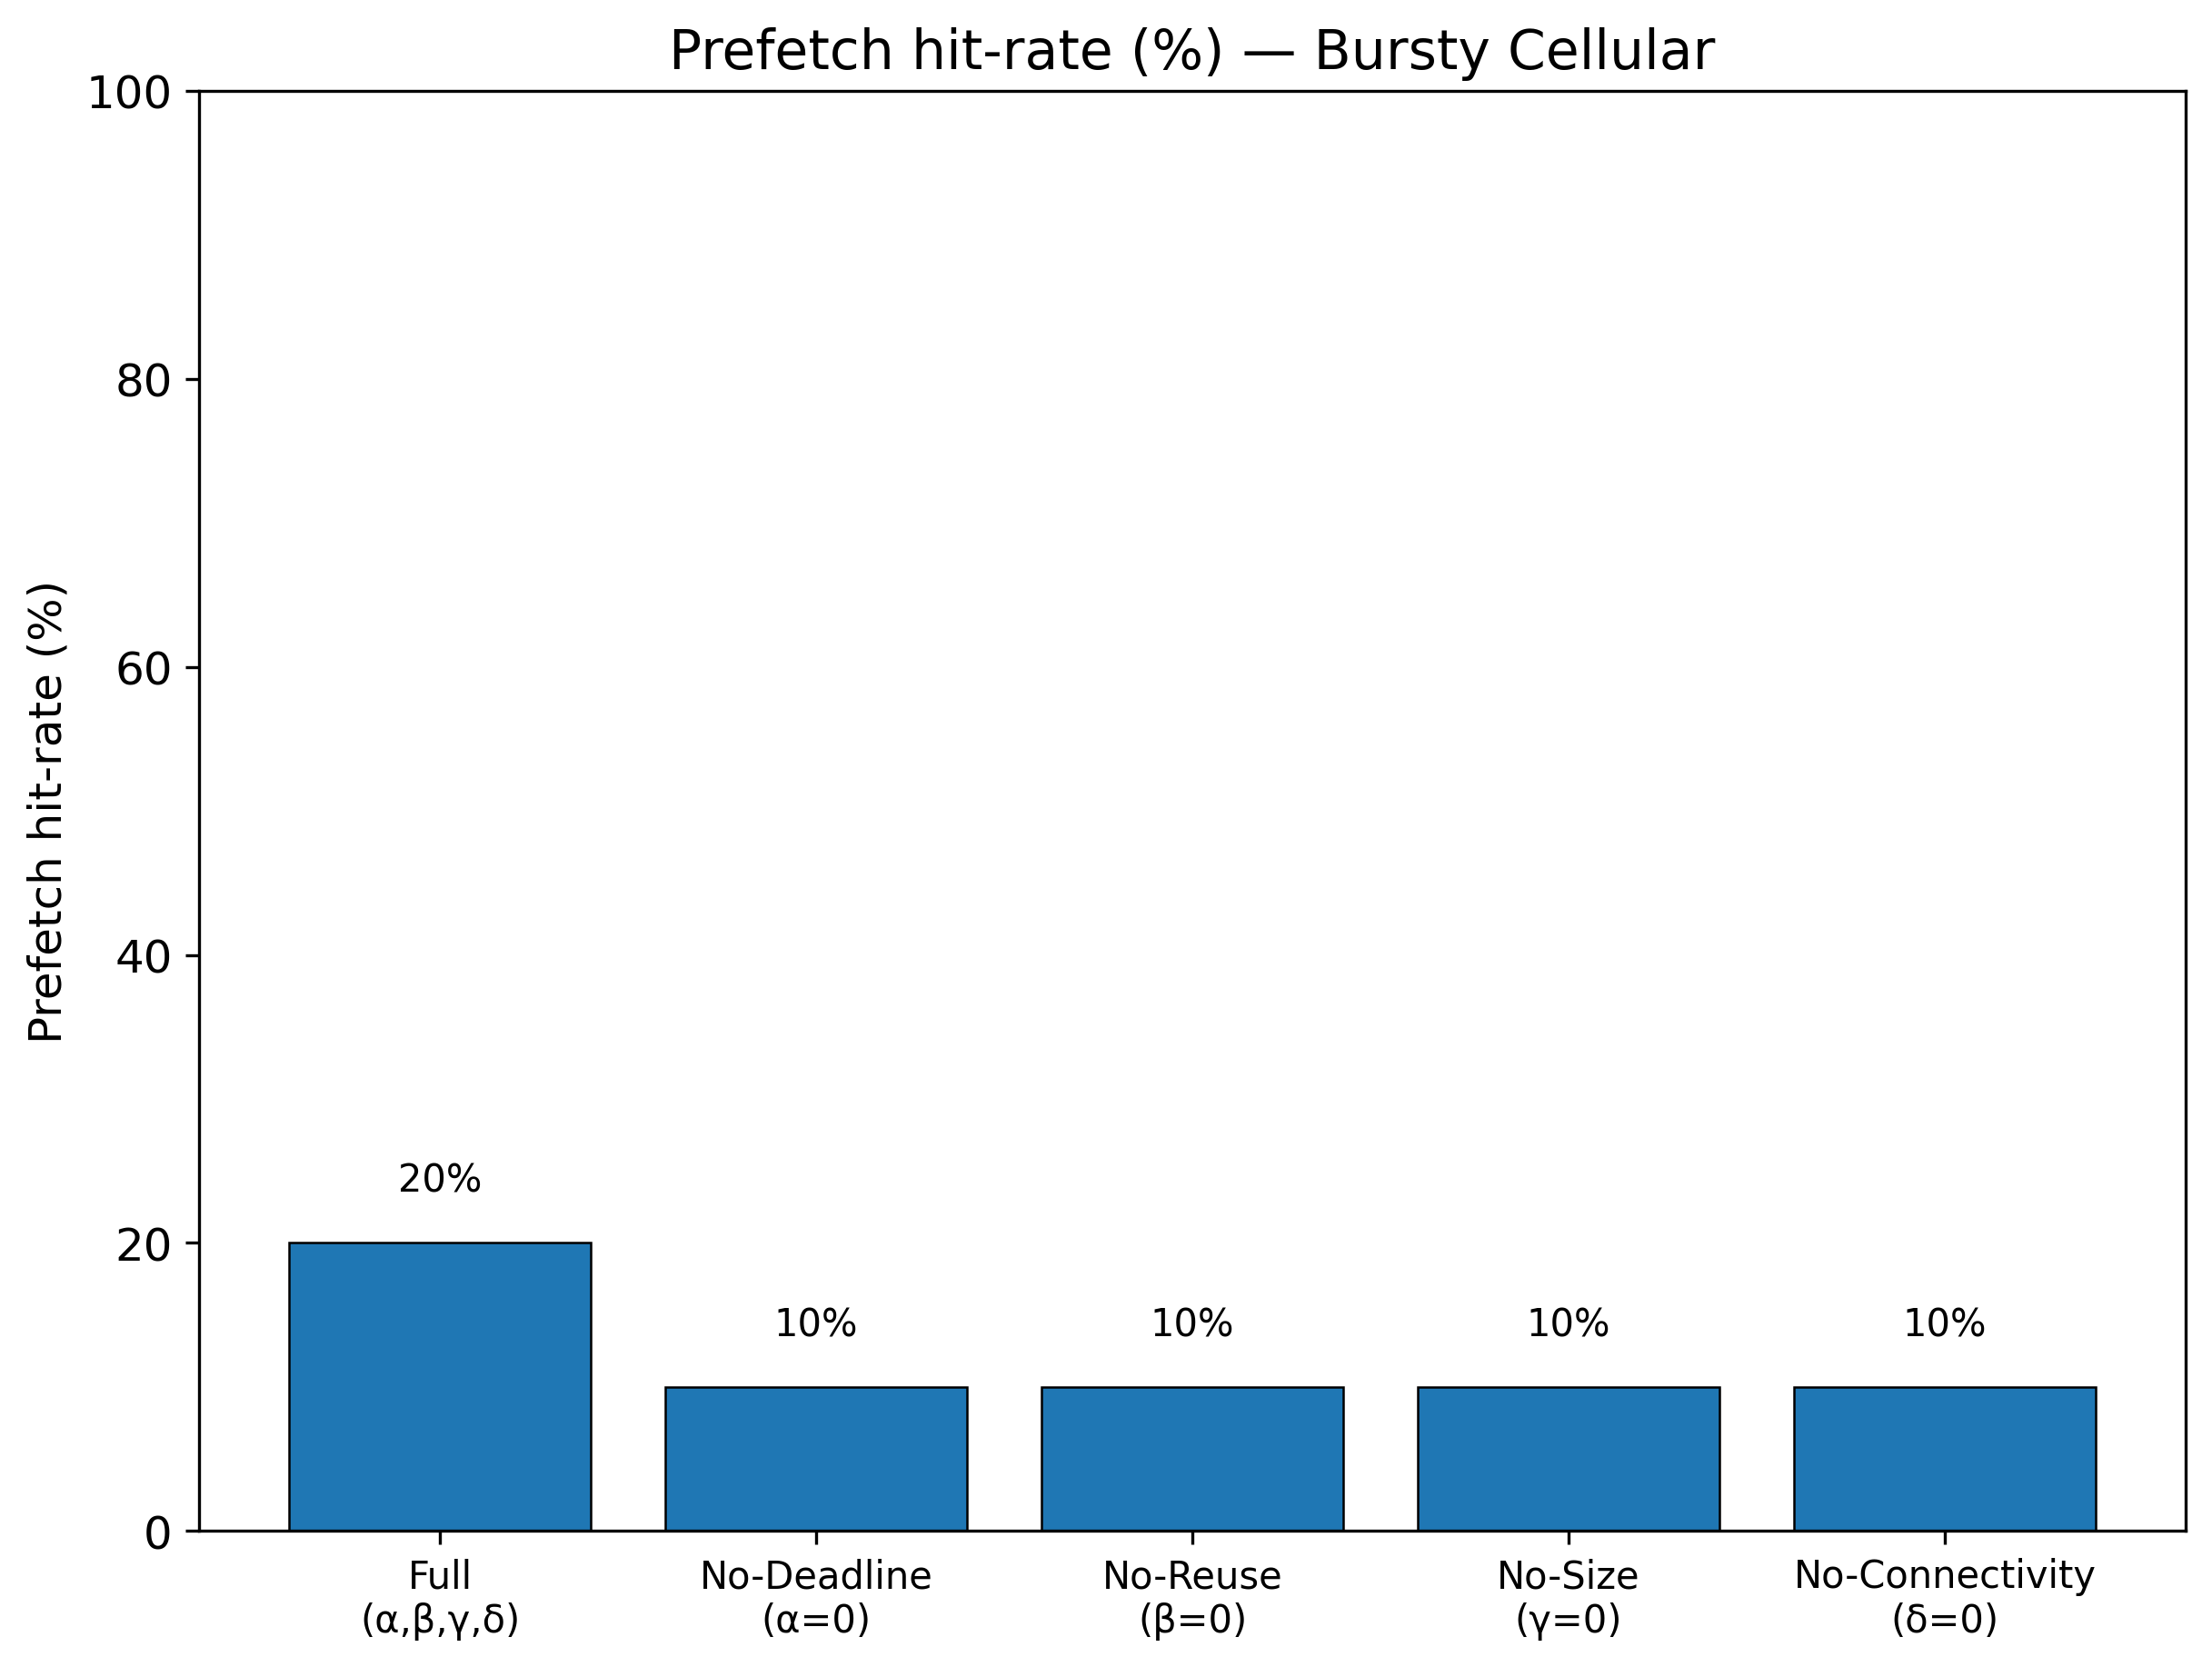 Prefetch hit-rate (%) — Bursty Cellular
Prefetch hit-rate (%)
100
80
60
40
20
0
20%
10%
10%
10%
10%
Full
(α,β,γ,δ)
No-Deadline
(α=0)
No-Reuse
(β=0)
No-Size
(γ=0)
No-Connectivity
(δ=0)